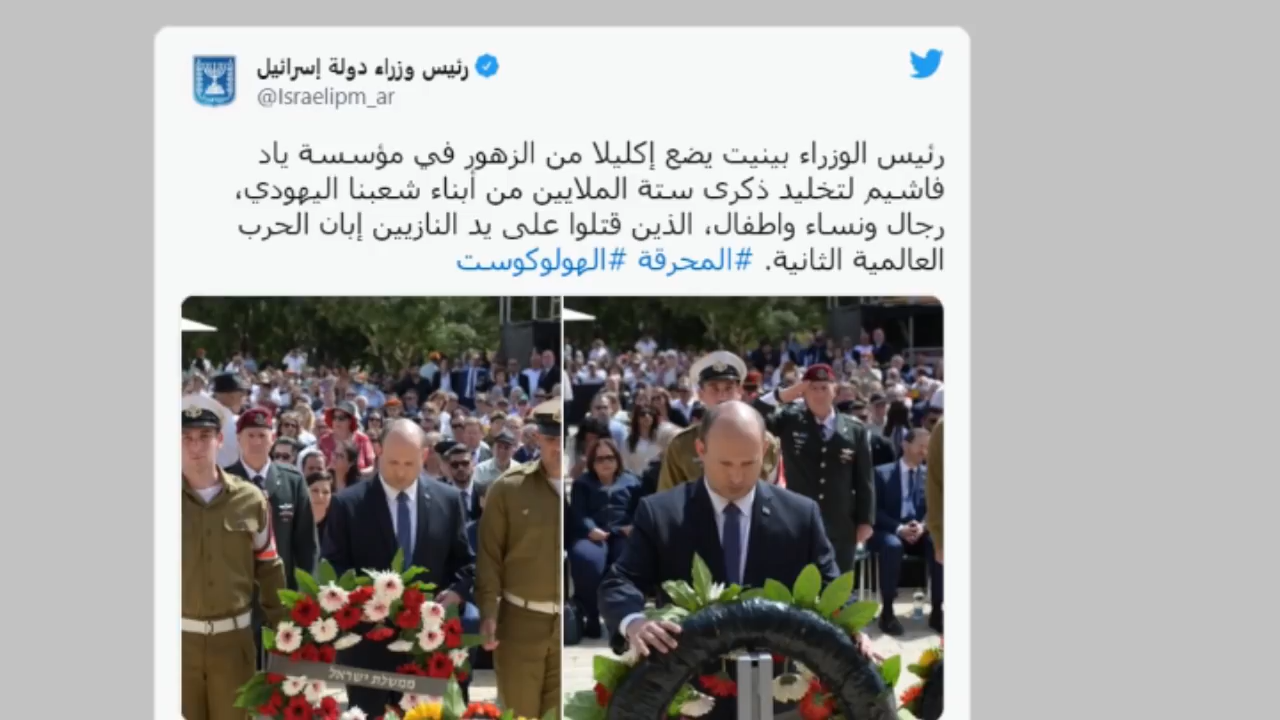 رئيس وزراء دولة إسرائيل
@Israelipm_ar
رئيس الوزراء بينيت يضع إكليلا من الزهور في مؤسسة ياد
فاشيم لتخليد ذكرى ستة الملايين من أبناء شعبنا اليهودي،
رجال ونساء واطفال، الذين قتلوا على يد النازيين إبان الحرب
العالمية الثانية. #المحرقة #الهولوكوست
ממשלת ישראל